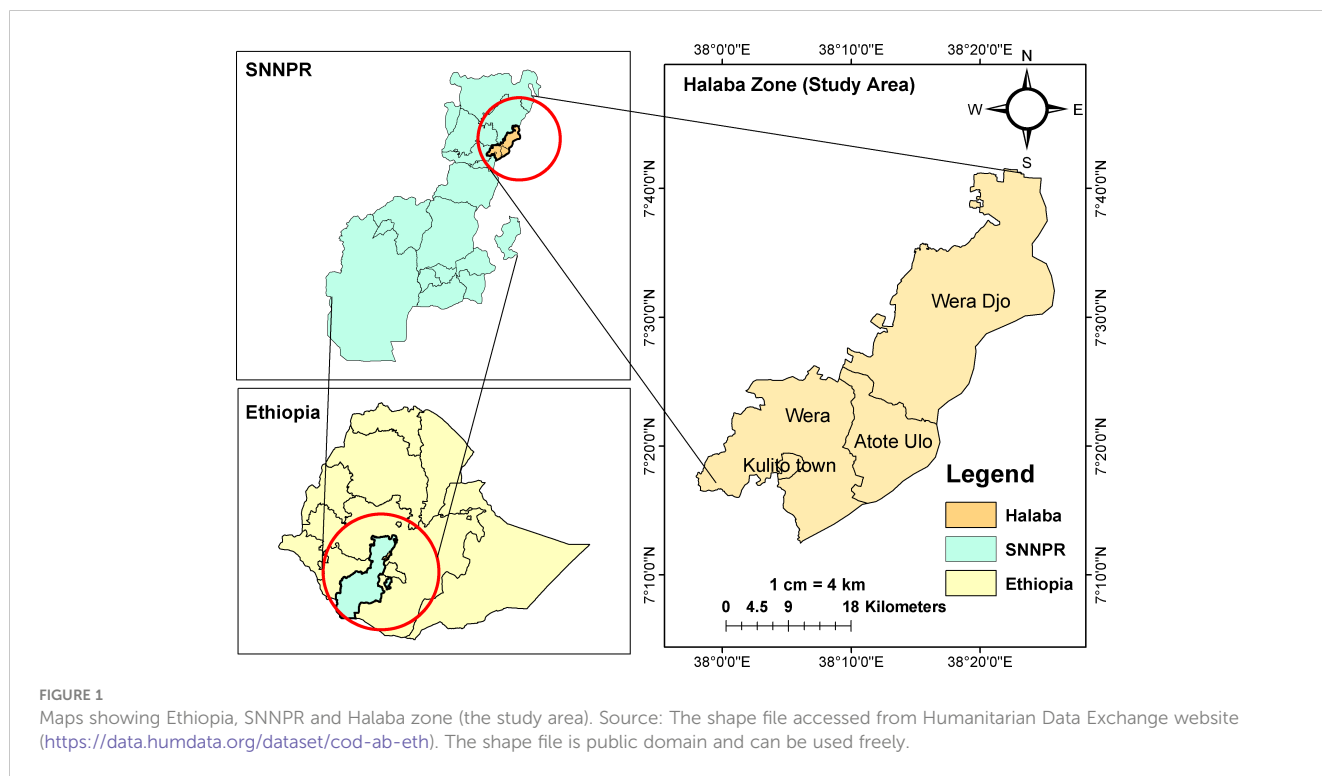 SNNPR
Ethiopia
38°0'0"E 38°10'0"E 38°20'0"E
Halaba Zone (Study Area)
N
W E
S
7°40'0"N 7°40'0"N
7°30'0"N 7°30'0"N
7°20'0"N 7°20'0"N
7°10'0"N 7°10'0"N
Wera Djo
Wera
Atote Ulo
Kulito town
Legend
Halaba
SNNPR
Ethiopia
1 cm = 4 km
0 4.5 9 18 Kilometers
38°0'0"E 38°10'0"E 38°20'0"E
FIGURE 1
Maps showing Ethiopia, SNNPR and Halaba zone (the study area). Source: The shape file accessed from Humanitarian Data Exchange website
(https://data.humdata.org/dataset/cod-ab-eth). The shape file is public domain and can be used freely.